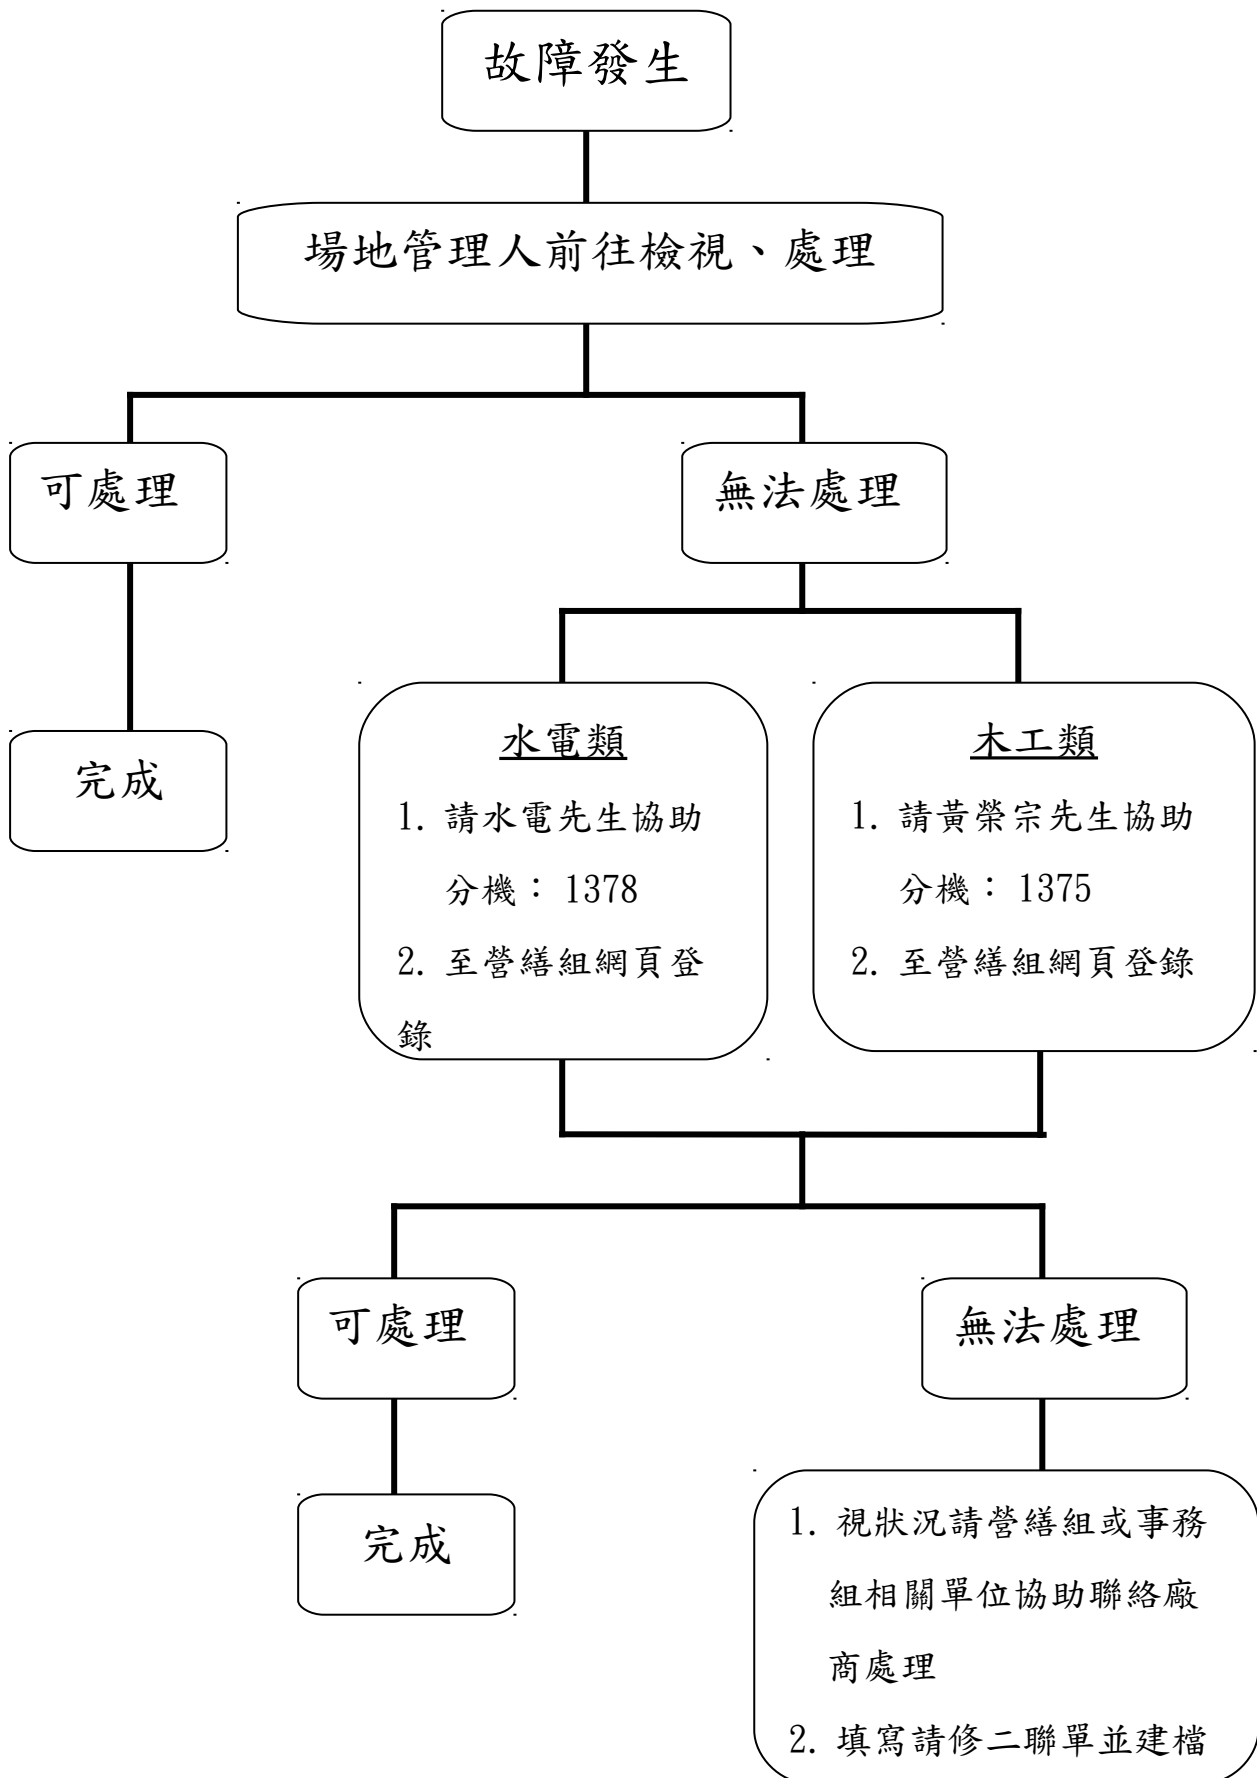 故障發生
場地管理人前往檢視、處理
可處理
無法處理
完成
水電類
1. 請水電先生協助
分機：1378
2. 至營繕組網頁登
錄
木工類
1. 請黃榮宗先生協助
分機：1375
2. 至營繕組網頁登錄
可處理
無法處理
完成
1. 視狀況請營繕組或事務
組相關單位協助聯絡廠
商處理
2. 填寫請修二聯單並建檔